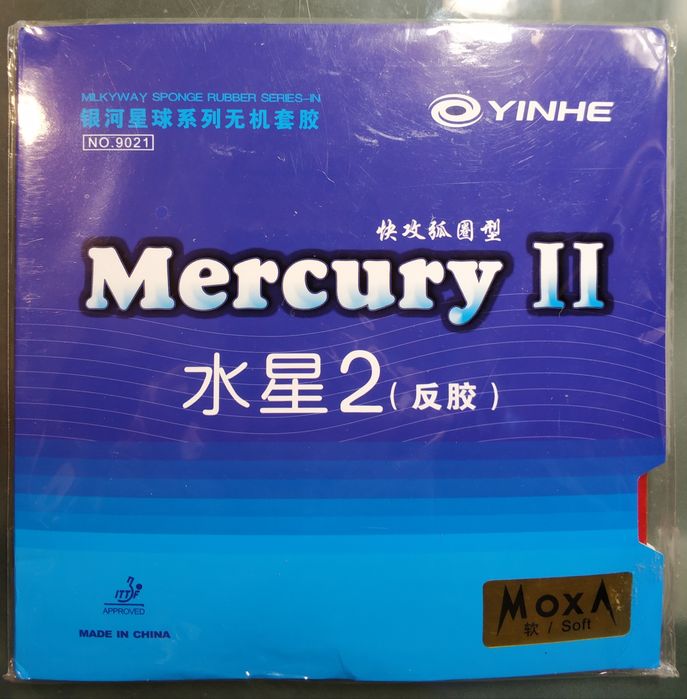 MILKYWAY SPONGE RUBBER SERIES-IN
银河星球系列无机套胶
NO.9021
YINHE
快攻弧圈型
Mercury II
水星2(反胶)
ITTF
APPROVED
MADE IN CHINA
MOXA
软 / Soft